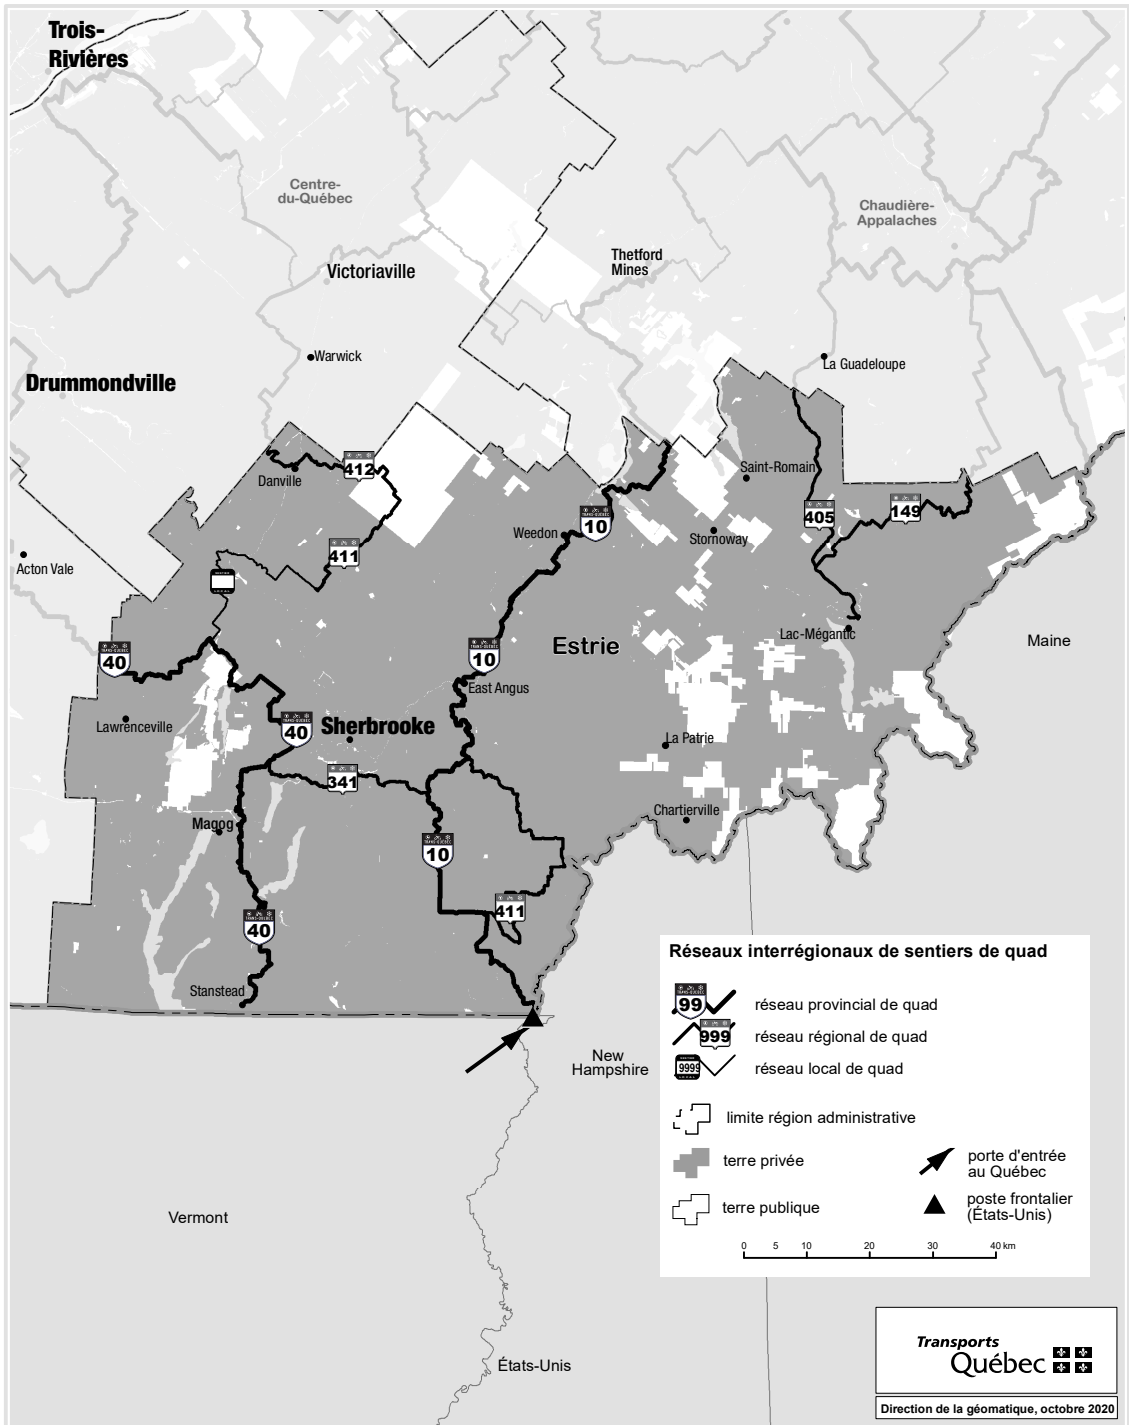 Trois-
Rivières
Centre-
du-Québec
Chaudière-
Appalaches
Thetford
Mines
Victoriaville
Warwick
La Guadeloupe
Drummondville
412
Danville
Saint-Romain
405
149
10
Weedon
Stornoway
411
Acton Vale
Lac-Mégantic
Maine
Estrie
40
10
East Angus
Lawrenceville
40
Sherbrooke
La Patrie
341
Chartierville
Magog
10
411
40
Stanstead
New
Hampshire
Vermont
États-Unis
Réseaux interrégionaux de sentiers de quad
99 réseau provincial de quad
999 réseau régional de quad
9999 réseau local de quad
limite région administrative
terre privée
terre publique
porte d'entrée
au Québec
poste frontalier
(États-Unis)
0 5 10 20 30 40 km
Transports
Québec
Direction de la géomatique, octobre 2020